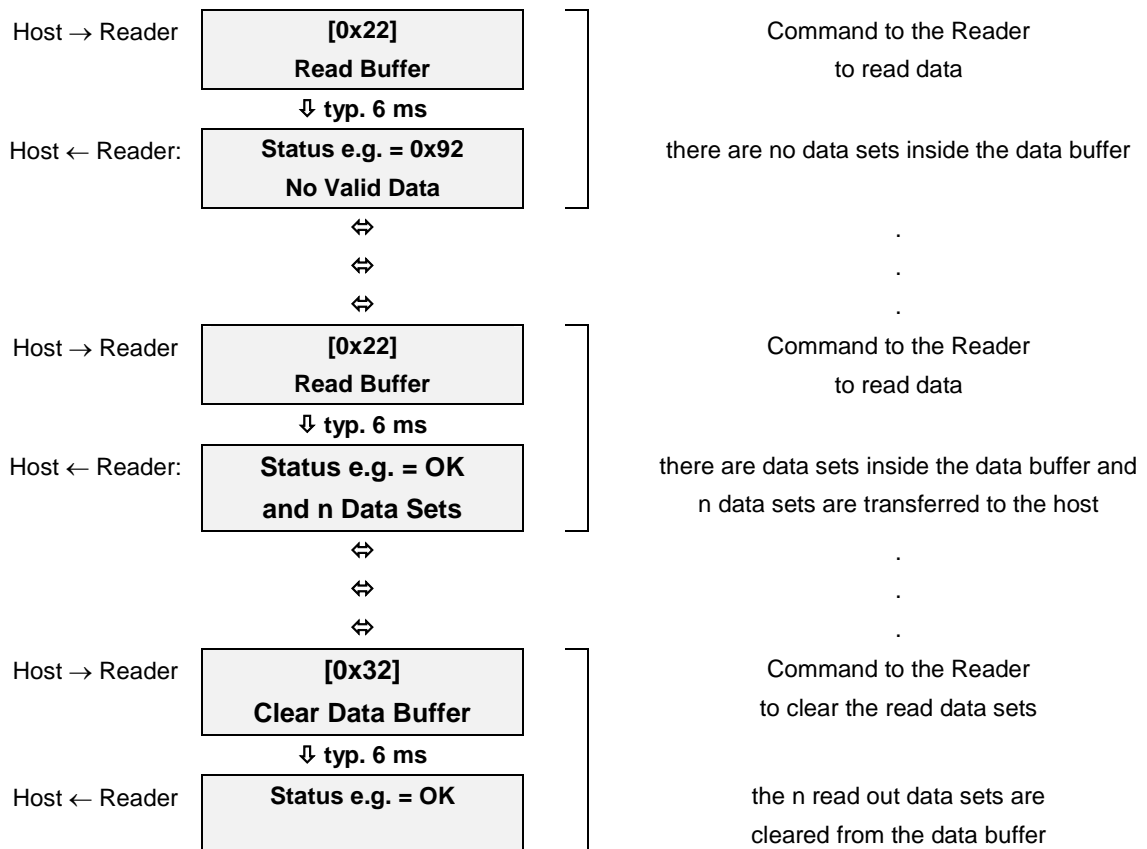 Host → Reader [0x22] Command to the Reader
Read Buffer to read data
⇩ typ. 6 ms
Host ← Reader: Status e.g. = 0x92 there are no data sets inside the data buffer
No Valid Data
⇔ .
⇔ .
⇔ .
Host → Reader [0x22] Command to the Reader
Read Buffer to read data
⇩ typ. 6 ms
Host ← Reader: Status e.g. = OK there are data sets inside the data buffer and
and n Data Sets n data sets are transferred to the host
⇔ .
⇔ .
⇔ .
Host → Reader [0x32] Command to the Reader
Clear Data Buffer to clear the read data sets
⇩ typ. 6 ms
Host ← Reader Status e.g. = OK the n read out data sets are
cleared from the data buffer